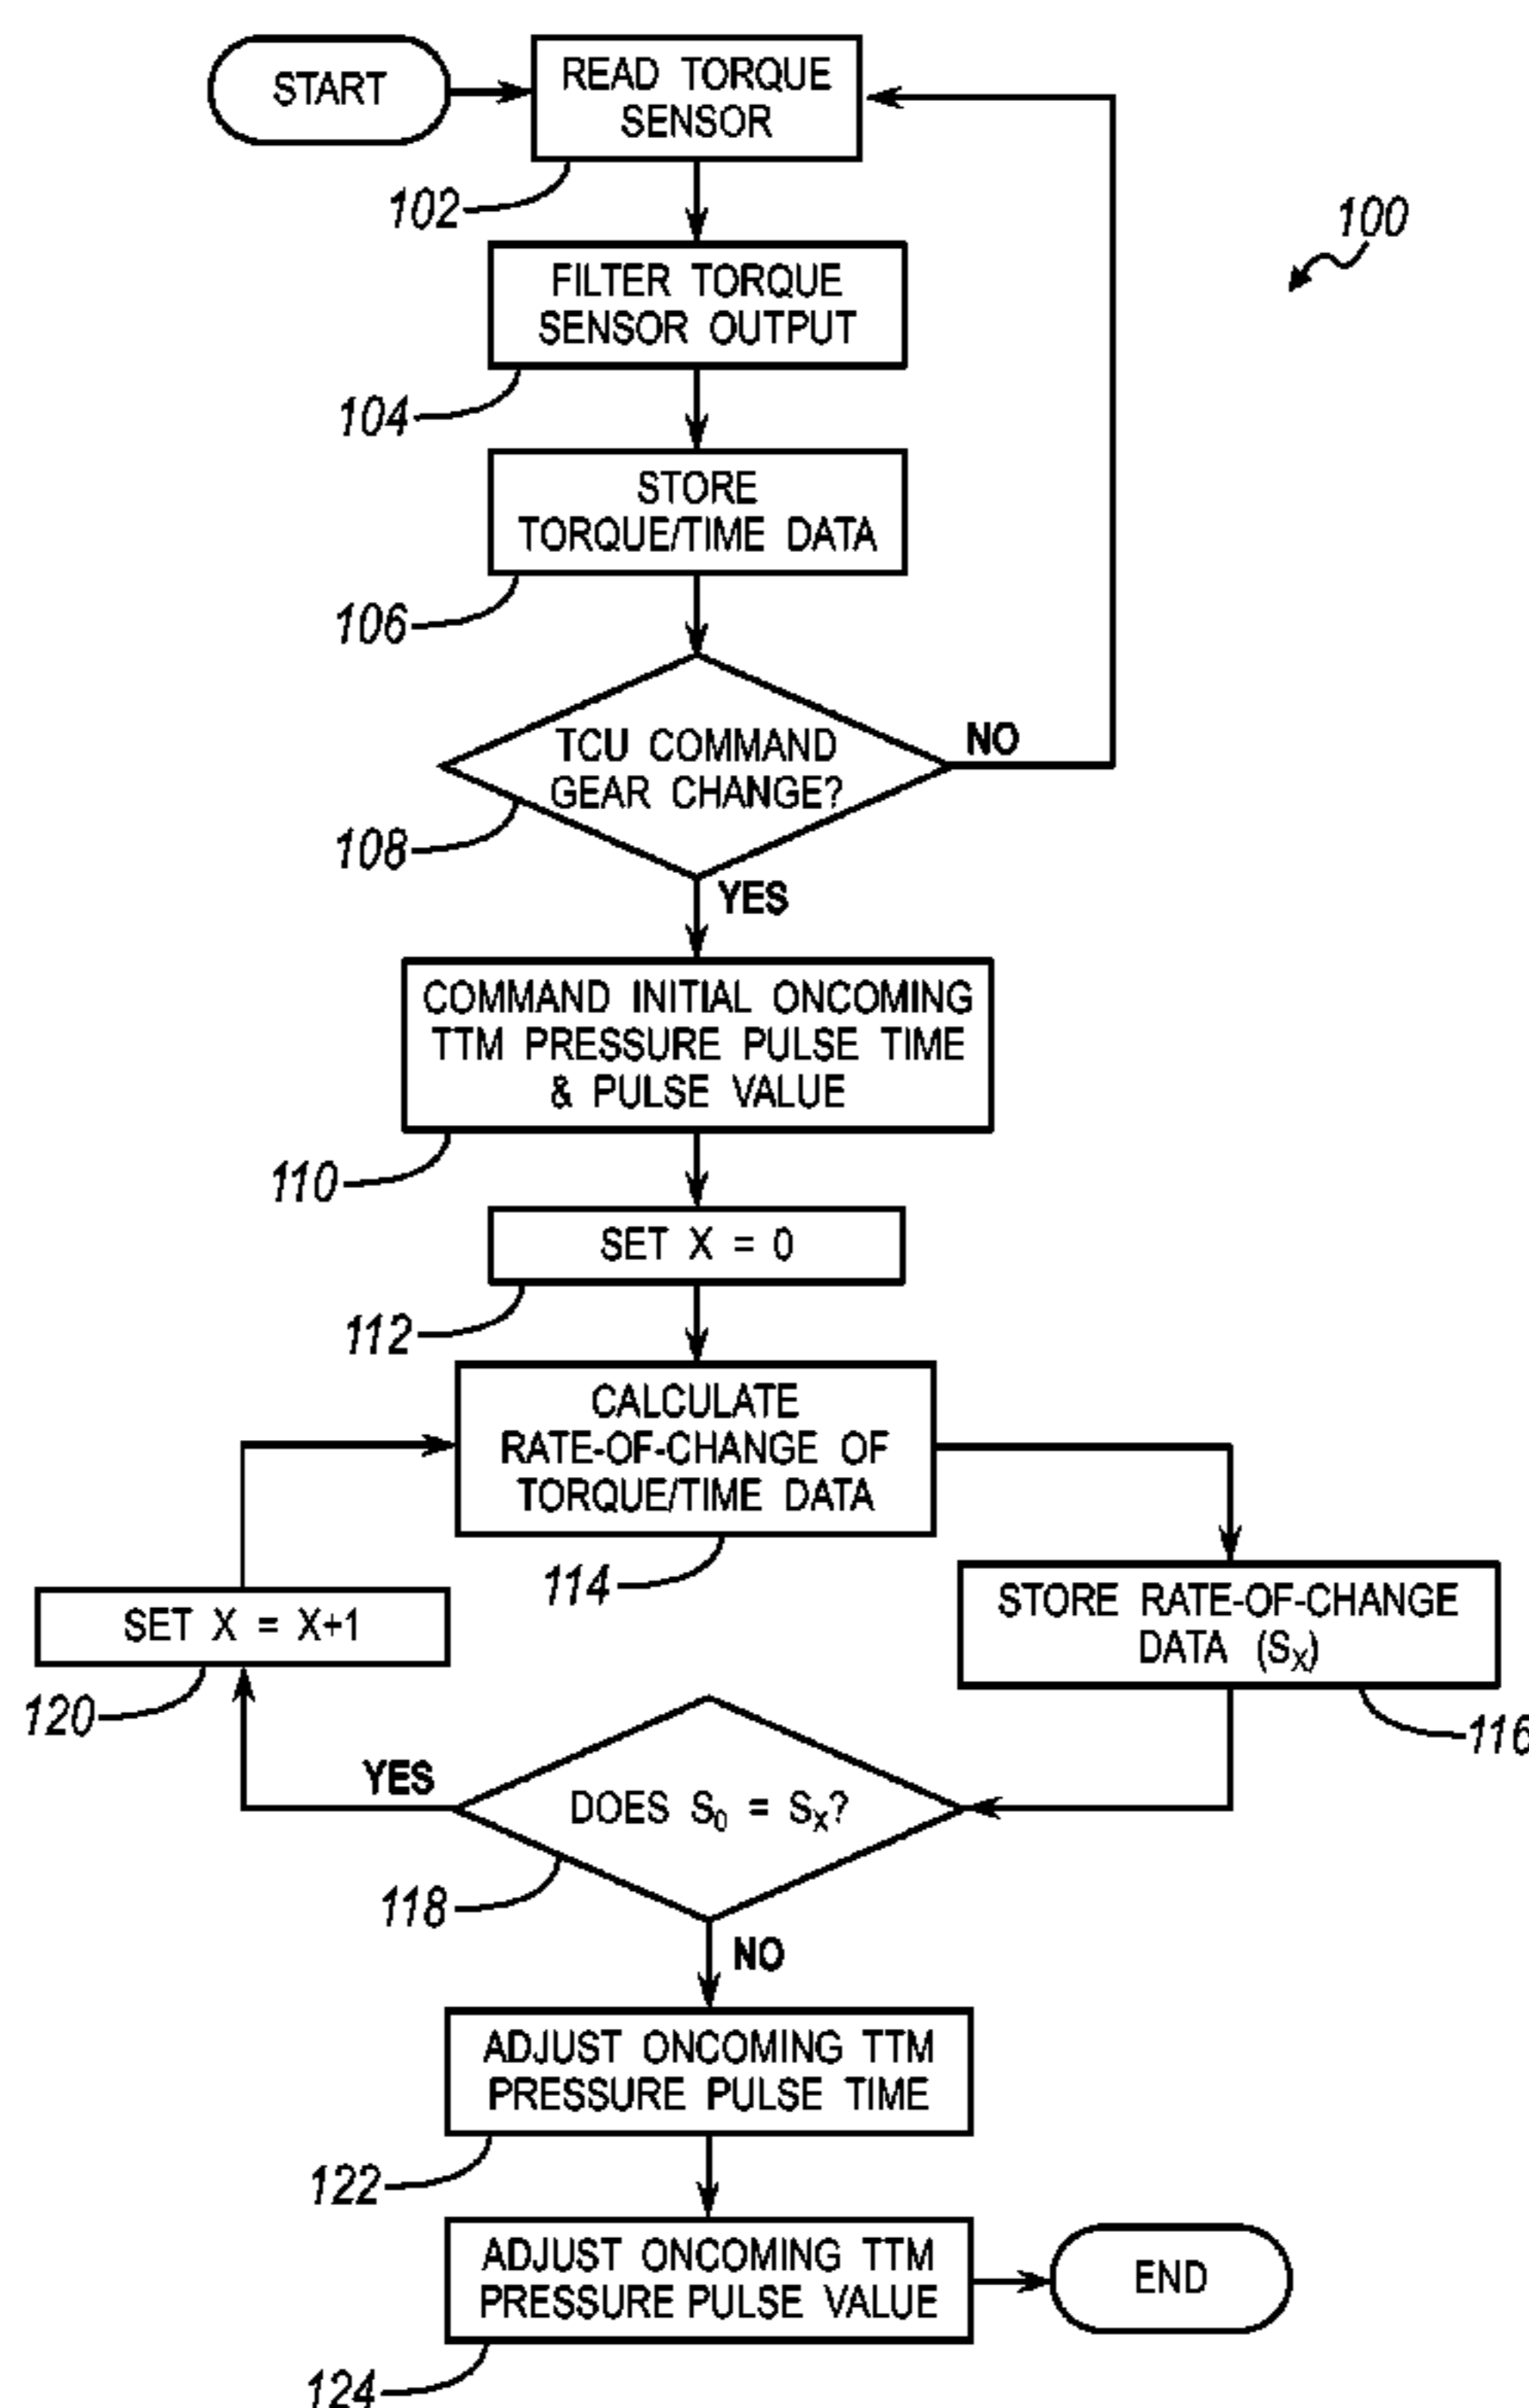 START
READ TORQUE
SENSOR
102
100
FILTER TORQUE
SENSOR OUTPUT
104
STORE
TORQUE/TIME DATA
106
TCU COMMAND
GEAR CHANGE?
NO
108
YES
COMMAND INITIAL ONCOMING
TTM PRESSURE PULSE TIME
& PULSE VALUE
110
SET X = 0
112
CALCULATE
RATE-OF-CHANGE OF
TORQUE/TIME DATA
114
STORE RATE-OF-CHANGE
DATA (Sₓ)
116
SET X = X+1
120
YES
DOES S₀ = Sₓ?
118
NO
ADJUST ONCOMING TTM
PRESSURE PULSE TIME
122
ADJUST ONCOMING TTM
PRESSURE PULSE VALUE
124
END